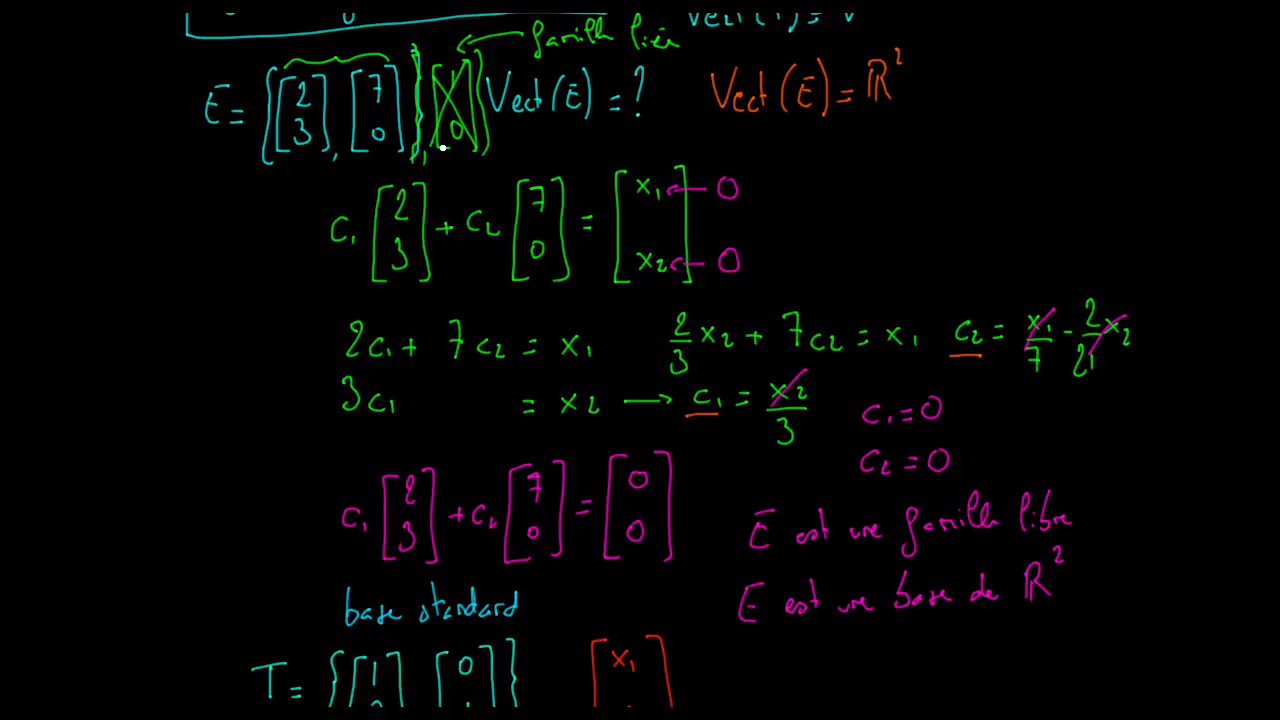 famille liée
E = {[2 3], [7 0]}, [1 0]} Vect(E) = ? Vect(E) = ℝ²
c₁ [2 3] + c₂ [7 0] = [x₁ x₂] ← 0 ← 0
2c₁ + 7c₂ = x₁ 2/3 x₂ + 7c₂ = x₁ c₂ = x₁/7 - 2/21 x₂
3c₁ = x₂ → c₁ = x₂/3
c₁ = 0
c₂ = 0
c₁ [2 3] + c₂ [7 0] = [0 0]
E est une famille libre
E est une base de ℝ²
base standard
T = {[1 [0 } [x₁